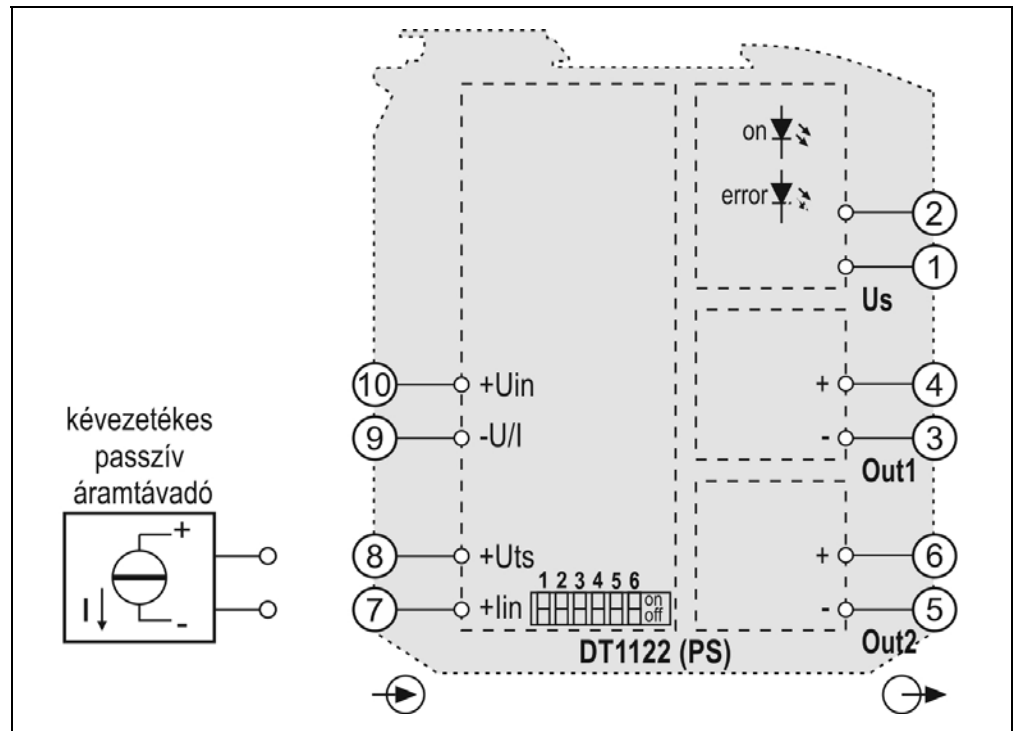 on
error
2
1
Us
10 +Uin
+ 4
kévezetékes
passzív
áramtávadó
9 -U/I
- 3
Out1
+
I
-
8 +Uts
+ 6
1 2 3 4 5 6
7 +Iin
on
off
- 5
Out2
DT1122 (PS)